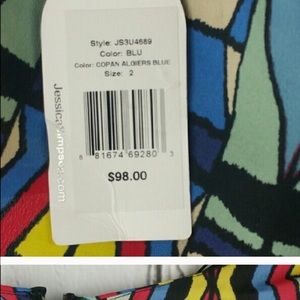 Style: JS3U4689
Color: BLU
Color: COPAN ALGIERS BLUE
Size: 2
8 81674 69280 3
$98.00
JessicaSimpson.com